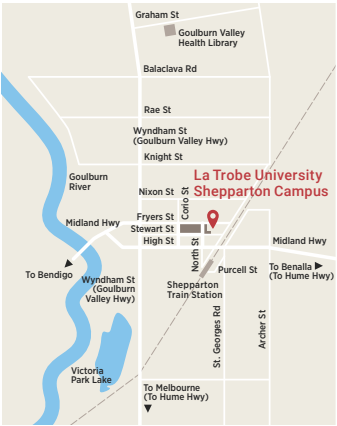 Graham St
Goulburn Valley
Health Library
Balaclava Rd
Rae St
Wyndham St
(Goulburn Valley Hwy)
Knight St
Goulburn
River
La Trobe University
Shepparton Campus
Nixon St
Corio St
Fryers St
Midland Hwy
Stewart St
High St
North St
Midland Hwy
To Bendigo
Purcell St
To Benalla
(To Hume Hwy)
Wyndham St
(Goulburn
Valley Hwy)
Shepparton
Train Station
St. Georges Rd
Archer St
Victoria
Park Lake
To Melbourne
(To Hume Hwy)